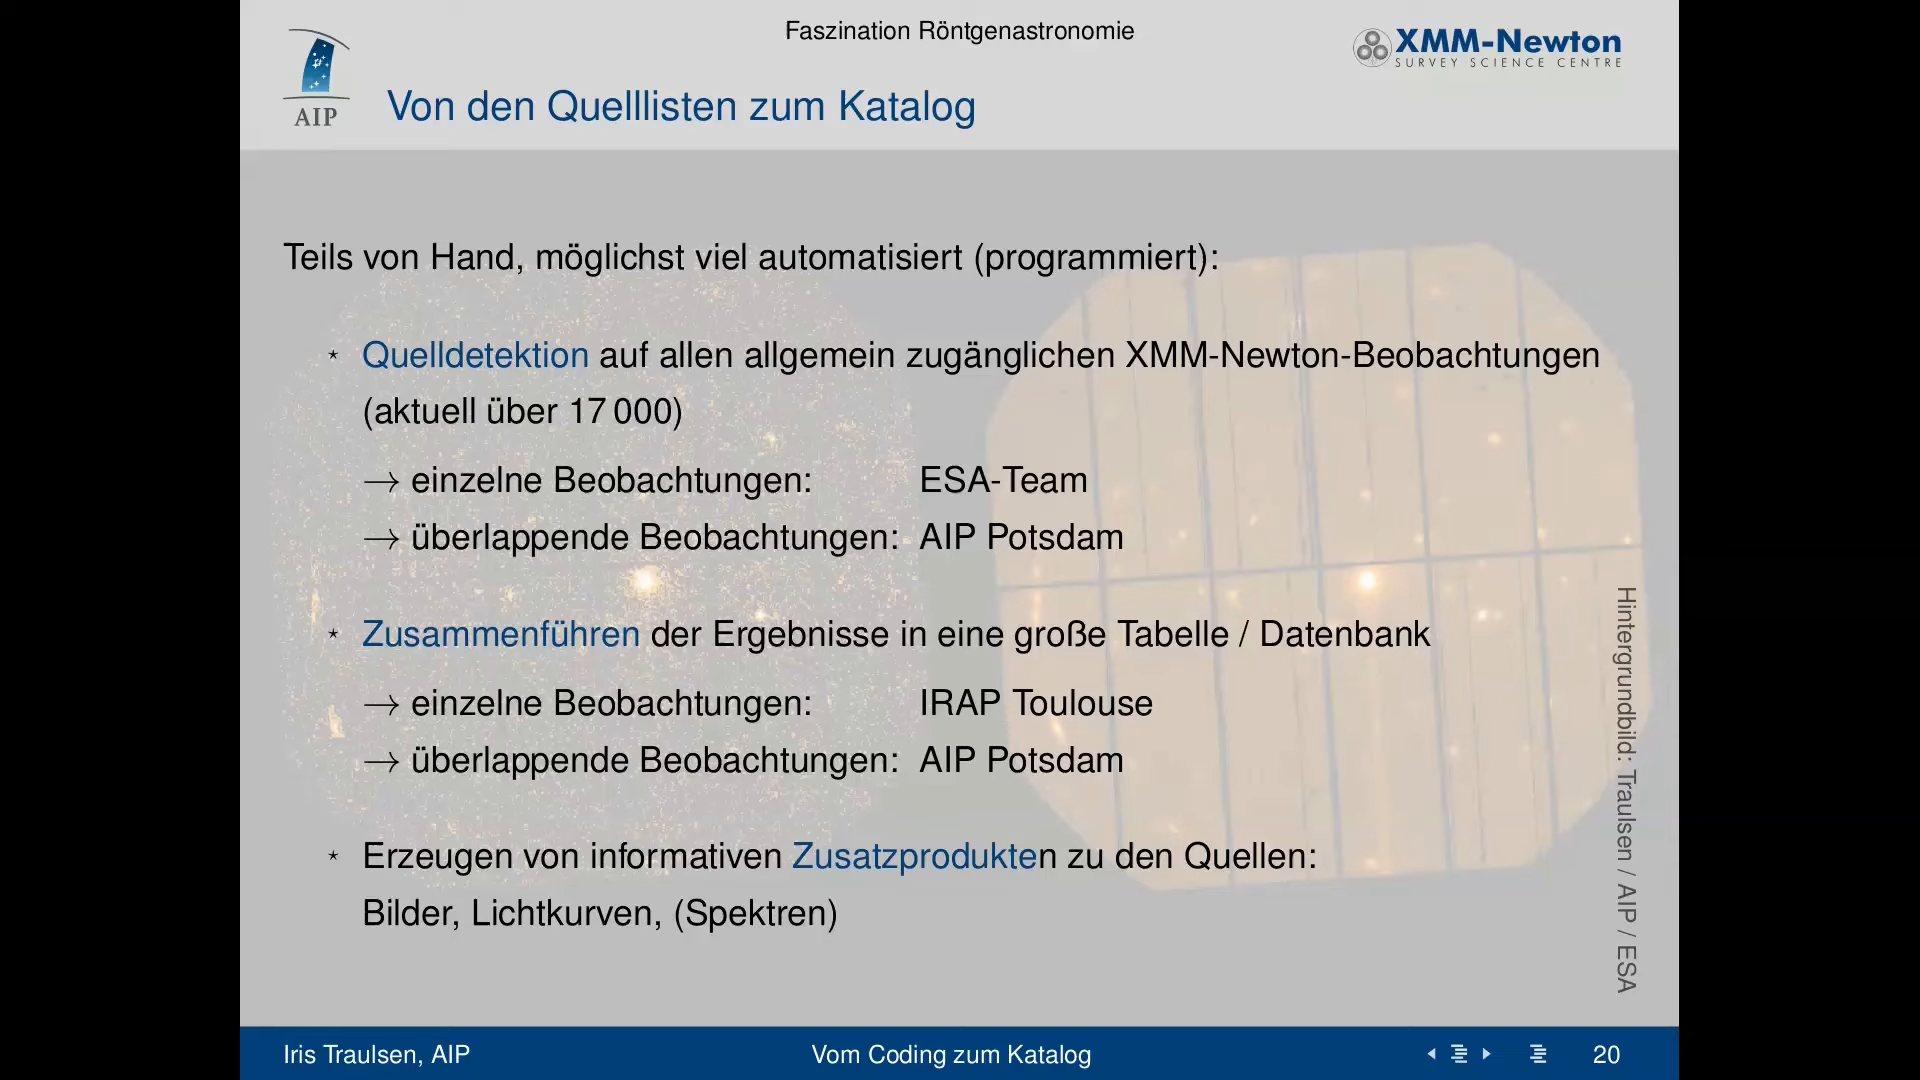 Faszination Röntgenastronomie
XMM-Newton
SURVEY SCIENCE CENTRE
AIP
Von den Quelllisten zum Katalog
Teils von Hand, möglichst viel automatisiert (programmiert):
* Quelldetektion auf allen allgemein zugänglichen XMM-Newton-Beobachtungen
(aktuell über 17 000)
→ einzelne Beobachtungen: ESA-Team
→ überlappende Beobachtungen: AIP Potsdam
* Zusammenführen der Ergebnisse in eine große Tabelle / Datenbank
→ einzelne Beobachtungen: IRAP Toulouse
→ überlappende Beobachtungen: AIP Potsdam
* Erzeugen von informativen Zusatzprodukten zu den Quellen:
Bilder, Lichtkurven, (Spektren)
Hintergrundbild: Traulsen / AIP / ESA
Iris Traulsen, AIP
Vom Coding zum Katalog
20